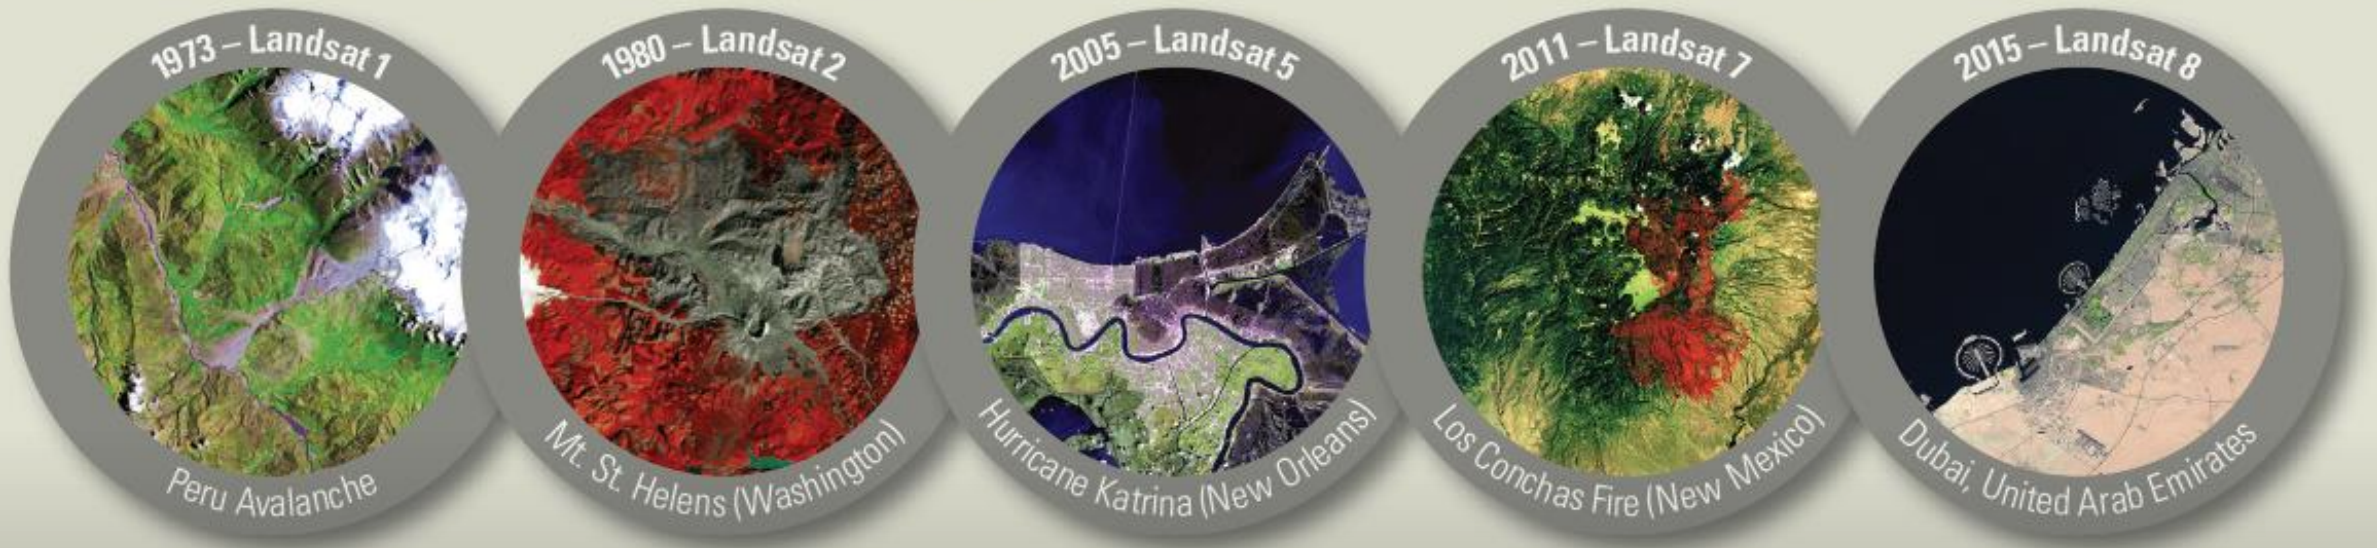 1973 – Landsat 1
Peru Avalanche
1980 – Landsat 2
Mt. St. Helens (Washington)
2005 – Landsat 5
Hurricane Katrina (New Orleans)
2011 – Landsat 7
Los Conchas Fire (New Mexico)
2015 – Landsat 8
Dubai, United Arab Emirates